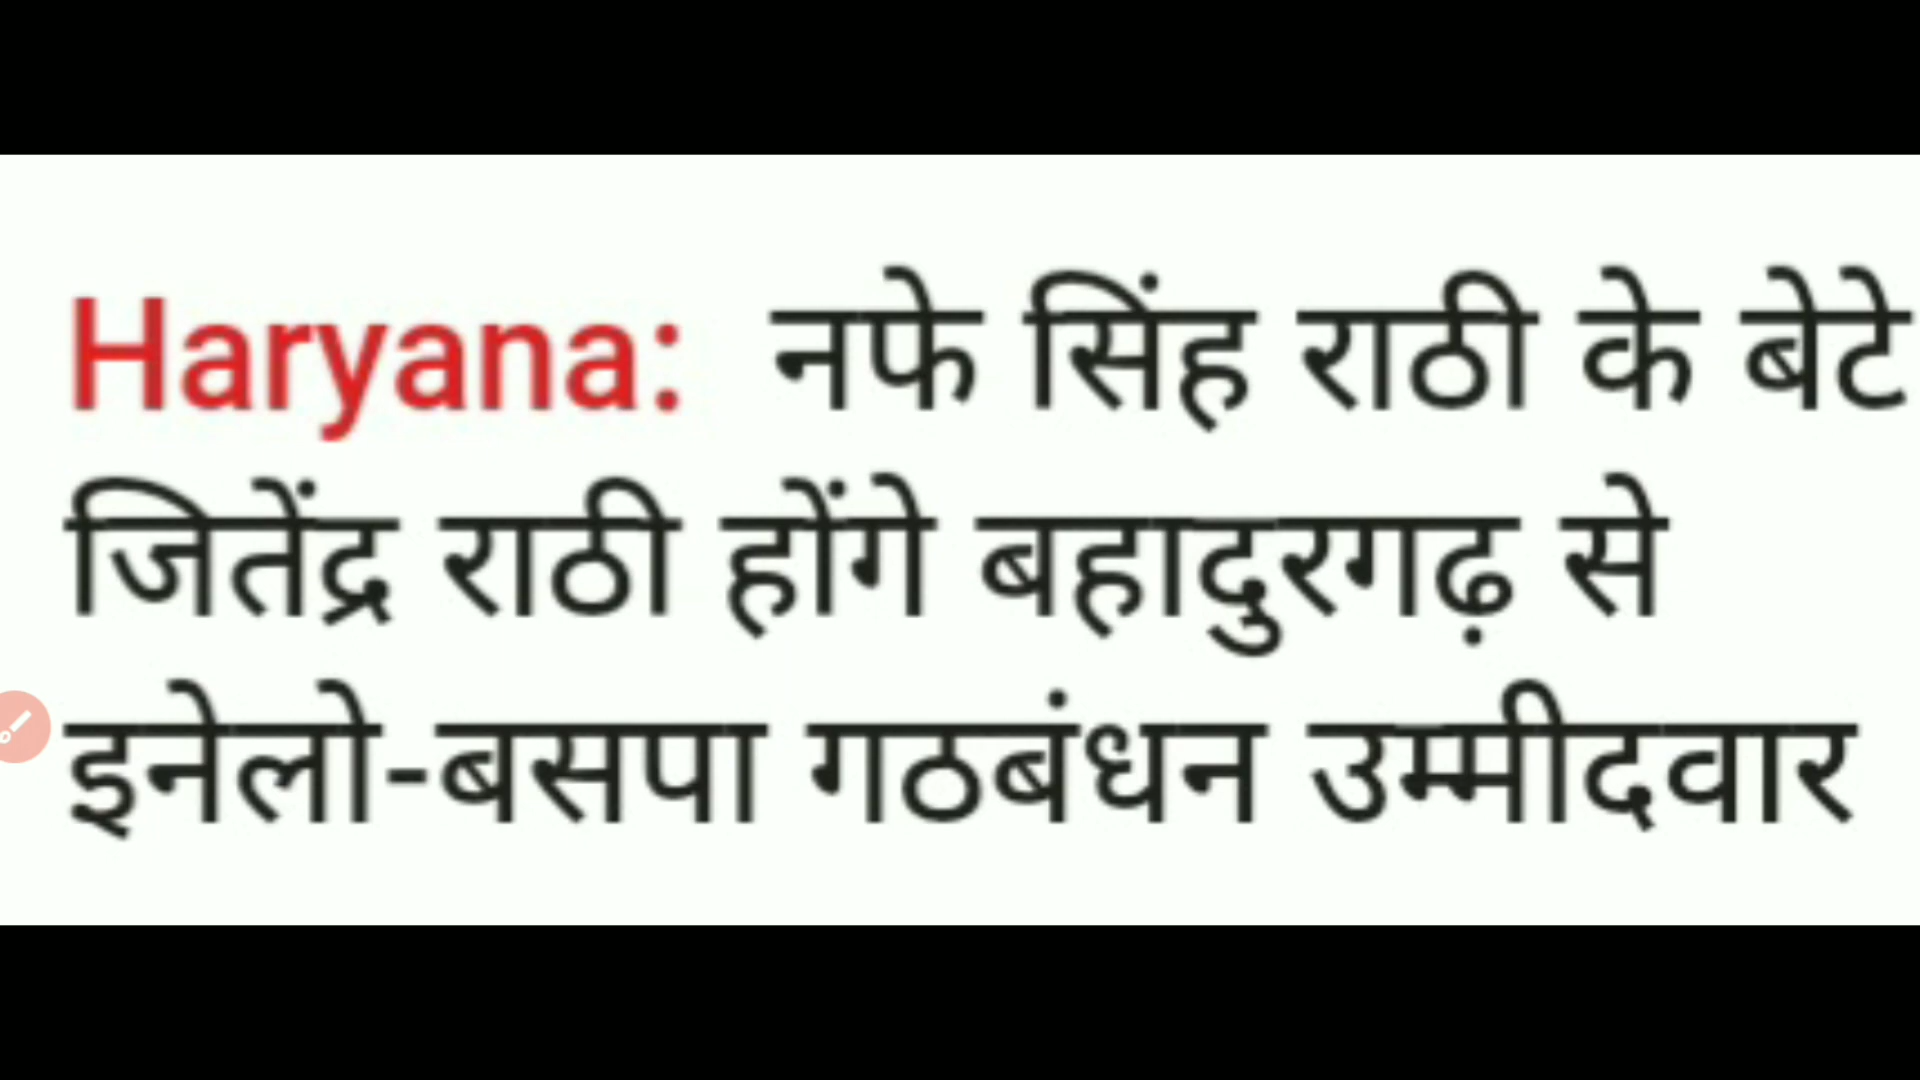 Haryana: नफे सिंह राठी के बेटे
जितेंद्र राठी होंगे बहादुरगढ़ से
इनेलो-बसपा गठबंधन उम्मीदवार